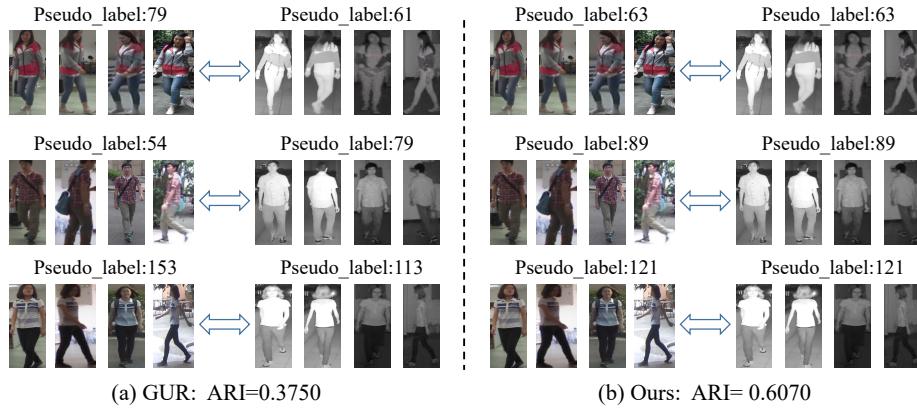 Pseudo_label:79 Pseudo_label:61 Pseudo_label:63 Pseudo_label:63
Pseudo_label:54 Pseudo_label:79 Pseudo_label:89 Pseudo_label:89
Pseudo_label:153 Pseudo_label:113 Pseudo_label:121 Pseudo_label:121
(a) GUR: ARI=0.3750 (b) Ours: ARI= 0.6070